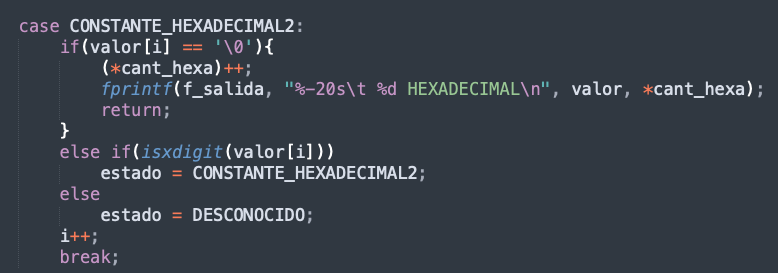 case CONSTANTE_HEXADECIMAL2:
    if(valor[i] == '\0'){
        (*cant_hexa)++;
        fprintf(f_salida, "%-20s\t %d HEXADECIMAL\n", valor, *cant_hexa);
        return;
    }
    else if(isxdigit(valor[i]))
        estado = CONSTANTE_HEXADECIMAL2;
    else
        estado = DESCONOCIDO;
    i++;
    break;